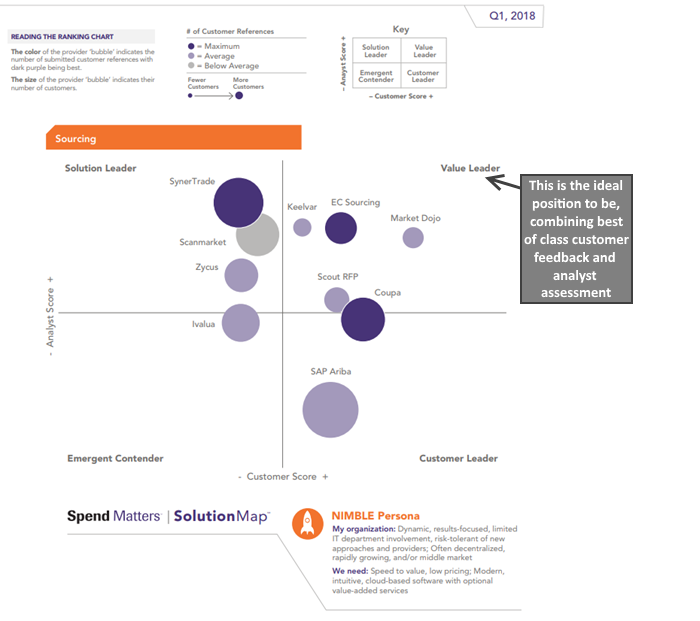 Q1, 2018
READING THE RANKING CHART
The color of the provider 'bubble' indicates the
number of submitted customer references with
dark purple being best.
The size of the provider 'bubble' indicates their
number of customers.
# of Customer References
= Maximum
= Average
= Below Average
Fewer
Customers
More
Customers
Key
- Analyst Score +
Solution
Leader
Value
Leader
Emergent
Contender
Customer
Leader
- Customer Score +
Sourcing
Solution Leader
Value Leader
This is the ideal
position to be,
combining best
of class customer
feedback and
analyst
assessment
SynerTrade
Keelvar
EC Sourcing
Market Dojo
Scanmarket
Zycus
Scout RFP
Coupa
Ivalua
SAP Ariba
- Analyst Score +
Emergent Contender
Customer Leader
- Customer Score +
Spend Matters | SolutionMap
NIMBLE Persona
My organization: Dynamic, results-focused, limited
IT department involvement, risk-tolerant of new
approaches and providers; Often decentralized,
rapidly growing, and/or middle market
We need: Speed to value, low pricing; Modern,
intuitive, cloud-based software with optional
value-added services